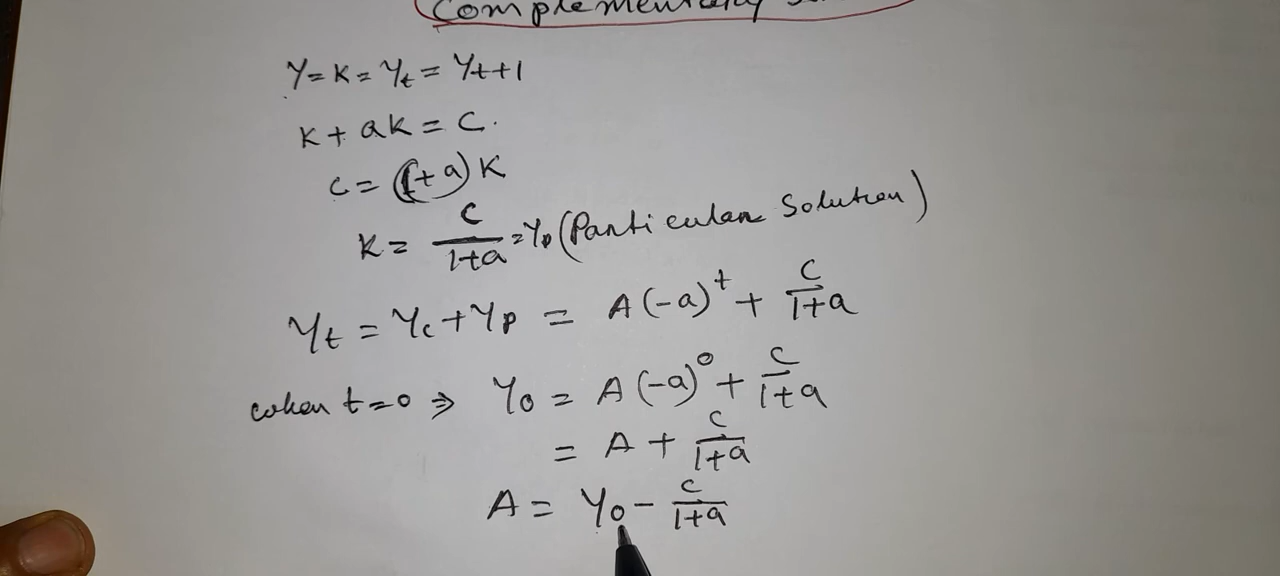 Complementary
Y = K = Yt = Yt+1
K + aK = C.
C = (1+a) K
K = C/1+a = Yp (Particular Solution)
Yt = Yc + Yp = A(-a)^t + C/1+a
when t=0 ⇒ Y0 = A(-a)^0 + C/1+a
= A + C/1+a
A = Y0 - C/1+a